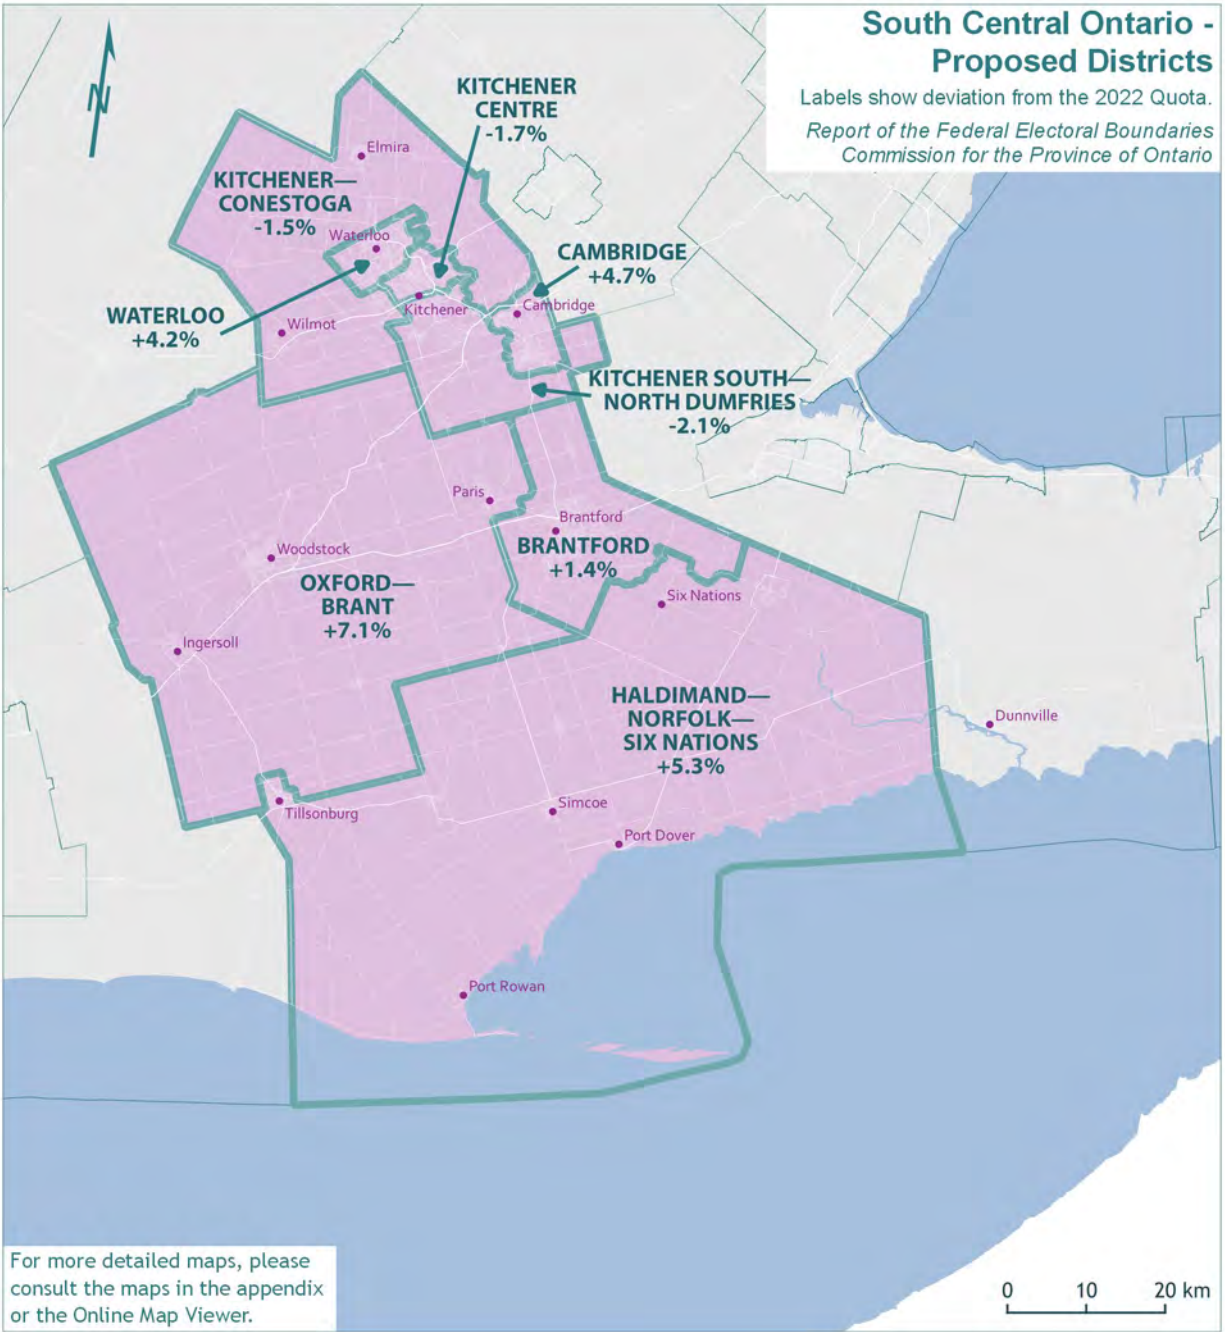 South Central Ontario -
Proposed Districts
Labels show deviation from the 2022 Quota.
Report of the Federal Electoral Boundaries
Commission for the Province of Ontario
N
KITCHENER
CENTRE
-1.7%
Elmira
KITCHENER—
CONESTOGA
-1.5%
Waterloo
CAMBRIDGE
+4.7%
WATERLOO
+4.2%
Kitchener
Cambridge
Wilmot
KITCHENER SOUTH—
NORTH DUMFRIES
-2.1%
Paris
Brantford
BRANTFORD
+1.4%
Woodstock
OXFORD—
BRANT
+7.1%
Six Nations
Ingersoll
HALDIMAND—
NORFOLK—
SIX NATIONS
+5.3%
Dunnville
Simcoe
Tillsonburg
Port Dover
Port Rowan
For more detailed maps, please
consult the maps in the appendix
or the Online Map Viewer.
0 10 20 km